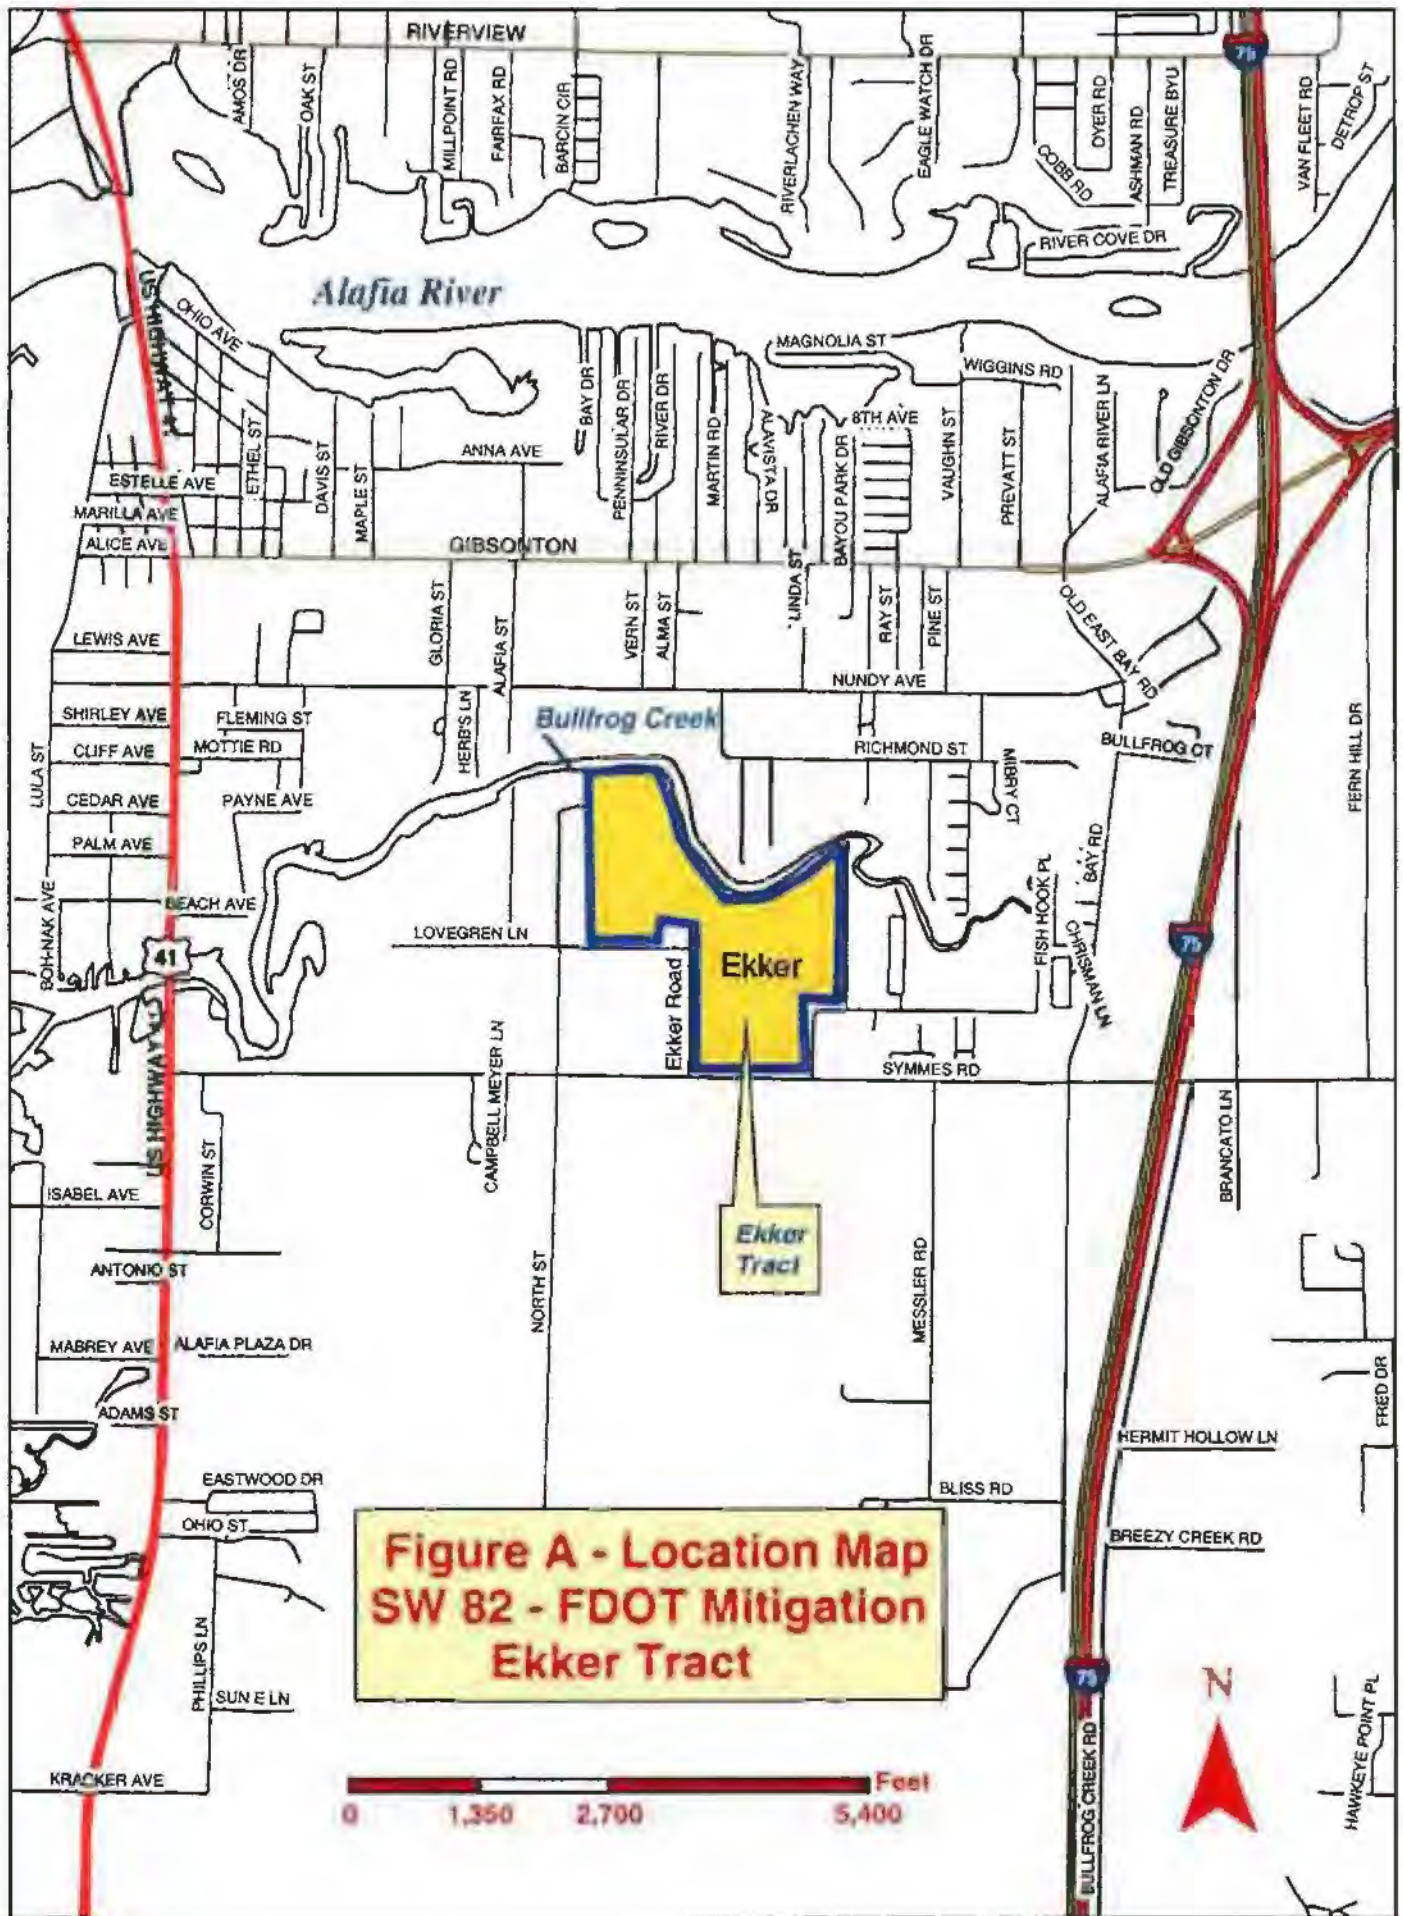 RIVERVIEW
75
AMOS DR
OAK ST
MILLPOINT RD
FAIRFAX RD
BARCIN CIR
RIVERLACHEN WAY
EAGLE WATCH DR
COBB RD
DYER RD
ASHMAN RD
TREASURE BYU
VAN FLEET RD
DETROP ST
RIVER COVE DR
Alafia River
US HIGHWAY 41
OHIO AVE
MAGNOLIA ST
WIGGINS RD
BAY DR
PENNINSULAR DR
RIVER DR
MARTIN RD
ALAVISTA DR
8TH AVE
BAYOU PARK DR
VAUGHN ST
PREVATT ST
ALAFIA RIVER LN
OLD GIBSONTON DR
ETHEL ST
DAVIS ST
MAPLE ST
ANNA AVE
ESTELLE AVE
MARILLA AVE
ALICE AVE
GIBSONTON
LINDA ST
GLORIA ST
ALAFIA ST
VERN ST
ALMA ST
RAY ST
PINE ST
OLD EAST BAY RD
LEWIS AVE
NUNDY AVE
SHIRLEY AVE
FLEMING ST
HERB'S LN
Bullfrog Creek
RICHMOND ST
BULLFROG CT
FERN HILL DR
LULA ST
CLIFF AVE
MOTTIE RD
MIBRY CT
CEDAR AVE
PAYNE AVE
PALM AVE
BAY RD
BOH-NAK AVE
BEACH AVE
FISH HOOK PL
CHRISMAN LN
LOVEGREN LN
41
75
Ekker
Ekker Road
US HIGHWAY 41
CAMPBELL MEYER LN
SYMMES RD
BRANCATO LN
CORWIN ST
ISABEL AVE
Ekker
Tract
NORTH ST
MESSLER RD
ANTONIO ST
MABREY AVE
ALAFIA PLAZA DR
FRED DR
ADAMS ST
HERMIT HOLLOW LN
EASTWOOD DR
BLISS RD
OHIO ST
BREEZY CREEK RD
Figure A - Location Map
SW 82 - FDOT Mitigation
Ekker Tract
PHILLIPS LN
SUN E LN
75
N
HAWKEYE POINT PL
BULLFROG CREEK RD
KRACKER AVE
Feet
0 1,350 2,700 5,400